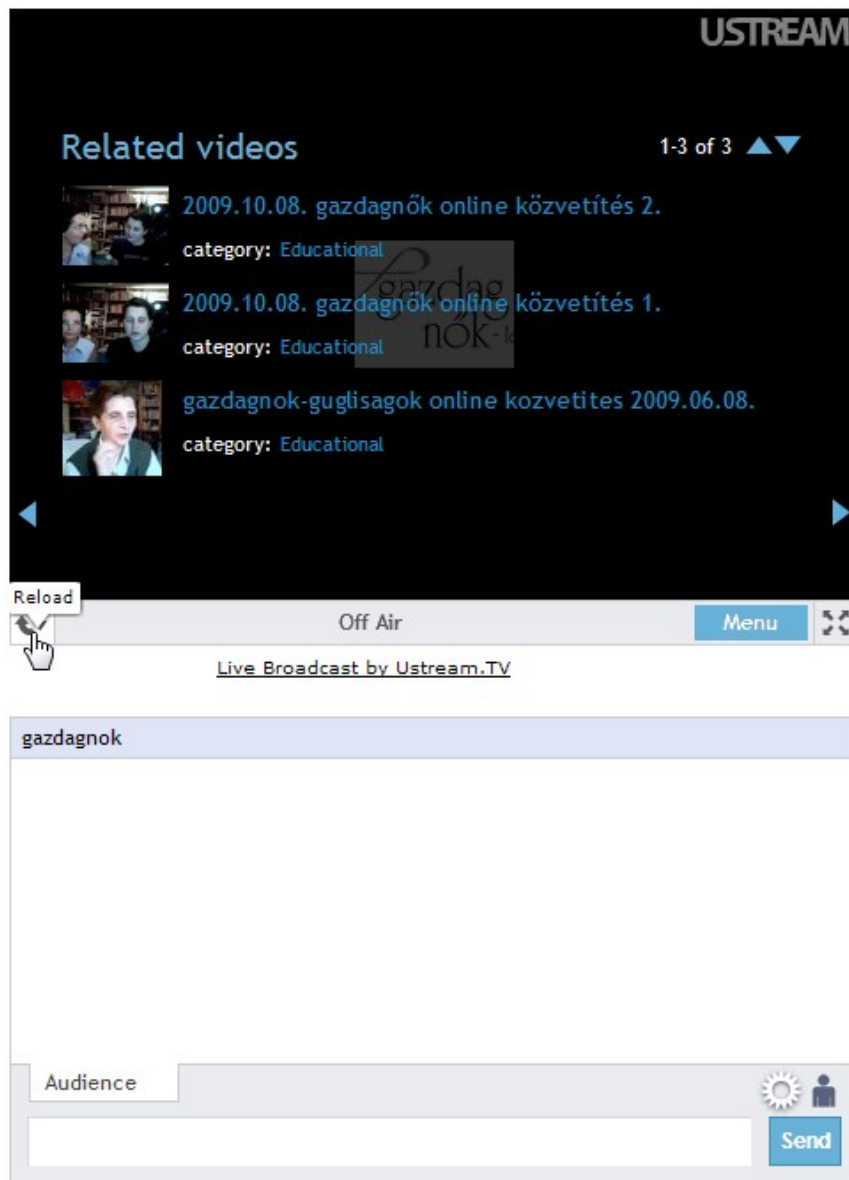 USTREAM
Related videos
1-3 of 3
2009.10.08. gazdagnők online közvetítés 2.
category: Educational
gazdag
nők-k
2009.10.08. gazdagnők online közvetítés 1.
category: Educational
gazdagnok-guglisagok online kozvetites 2009.06.08.
category: Educational
Reload
Off Air
Menu
Live Broadcast by Ustream.TV
gazdagnok
Audience
Send